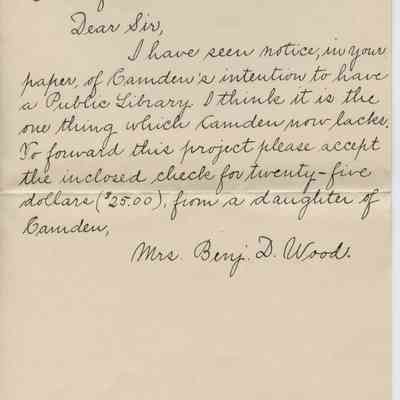 Dear Sir,
I have seen notice, in your
paper, of Camden's intention to have
a Public Library. I think it is the
one thing which Camden now lacks.
To forward this project please accept
the inclosed check for twenty-five
dollars ($25.00), from a daughter of
Camden,
Mrs. Benj. D. Wood.